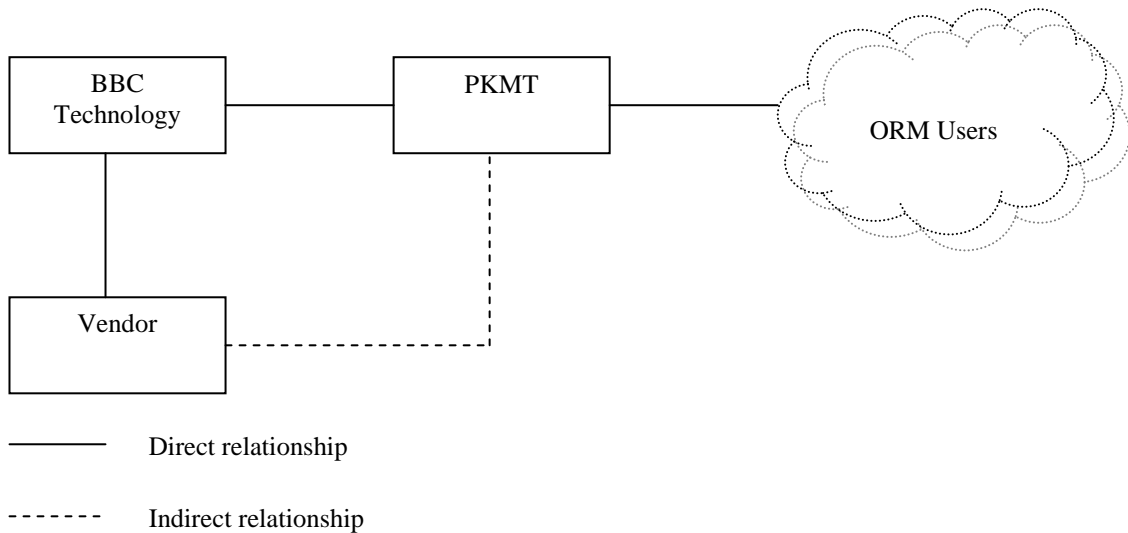 BBC
Technology
PKMT
ORM Users
Vendor
Direct relationship
Indirect relationship